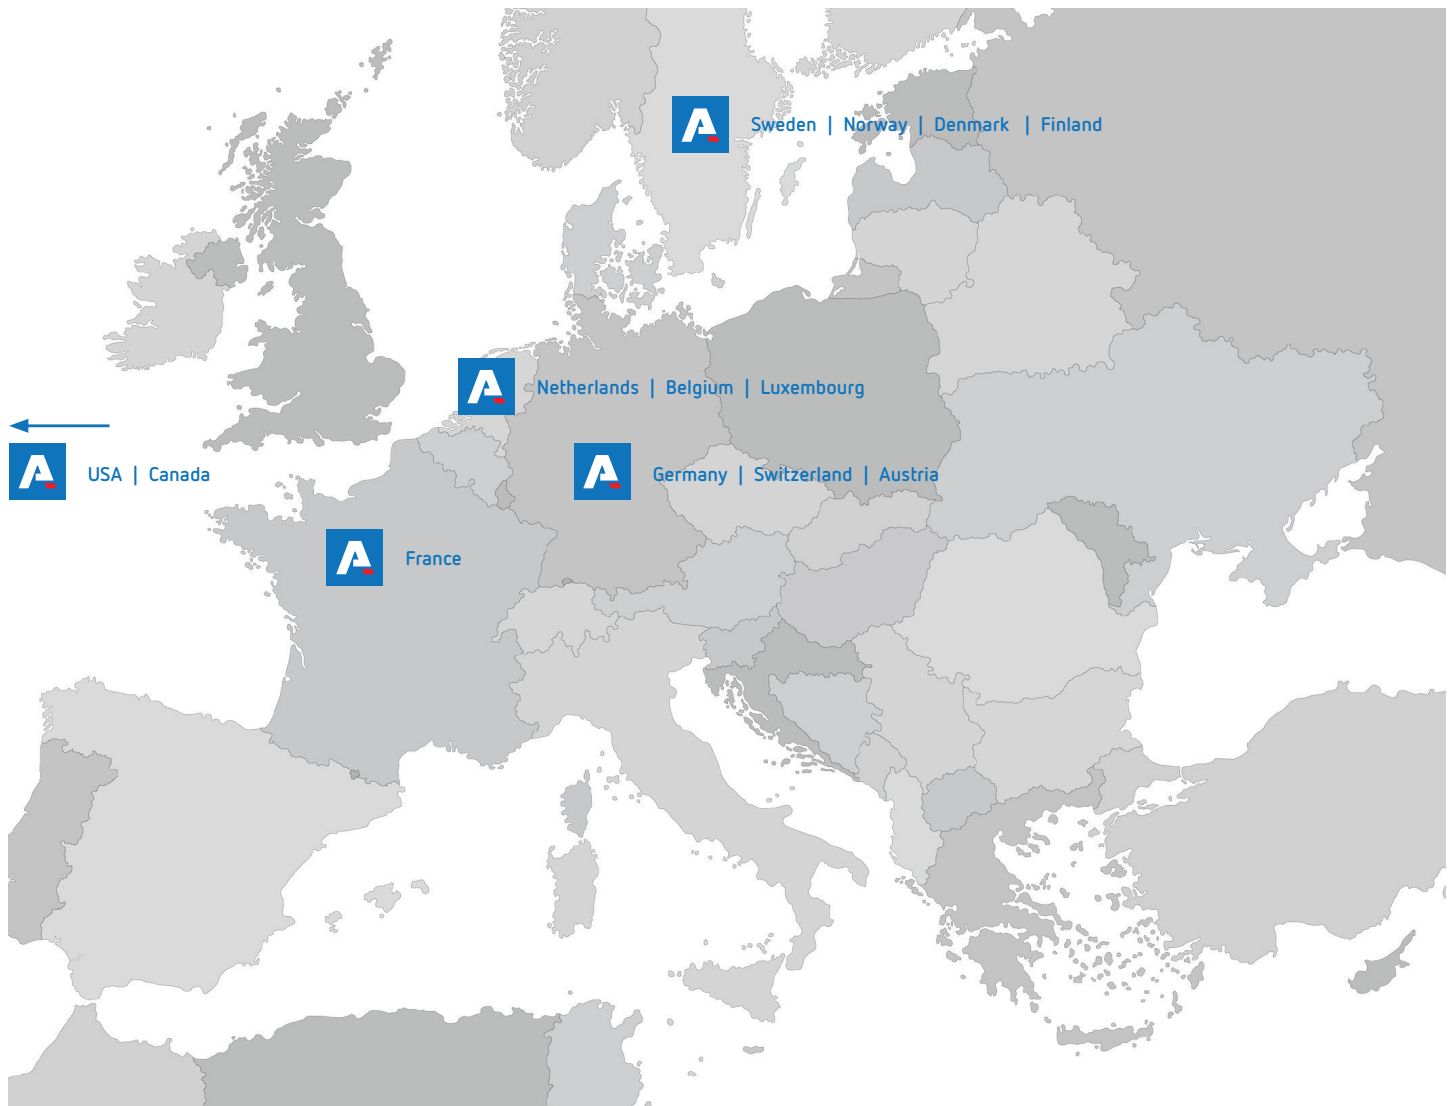 Sweden | Norway | Denmark | Finland
Netherlands | Belgium | Luxembourg
USA | Canada
Germany | Switzerland | Austria
France